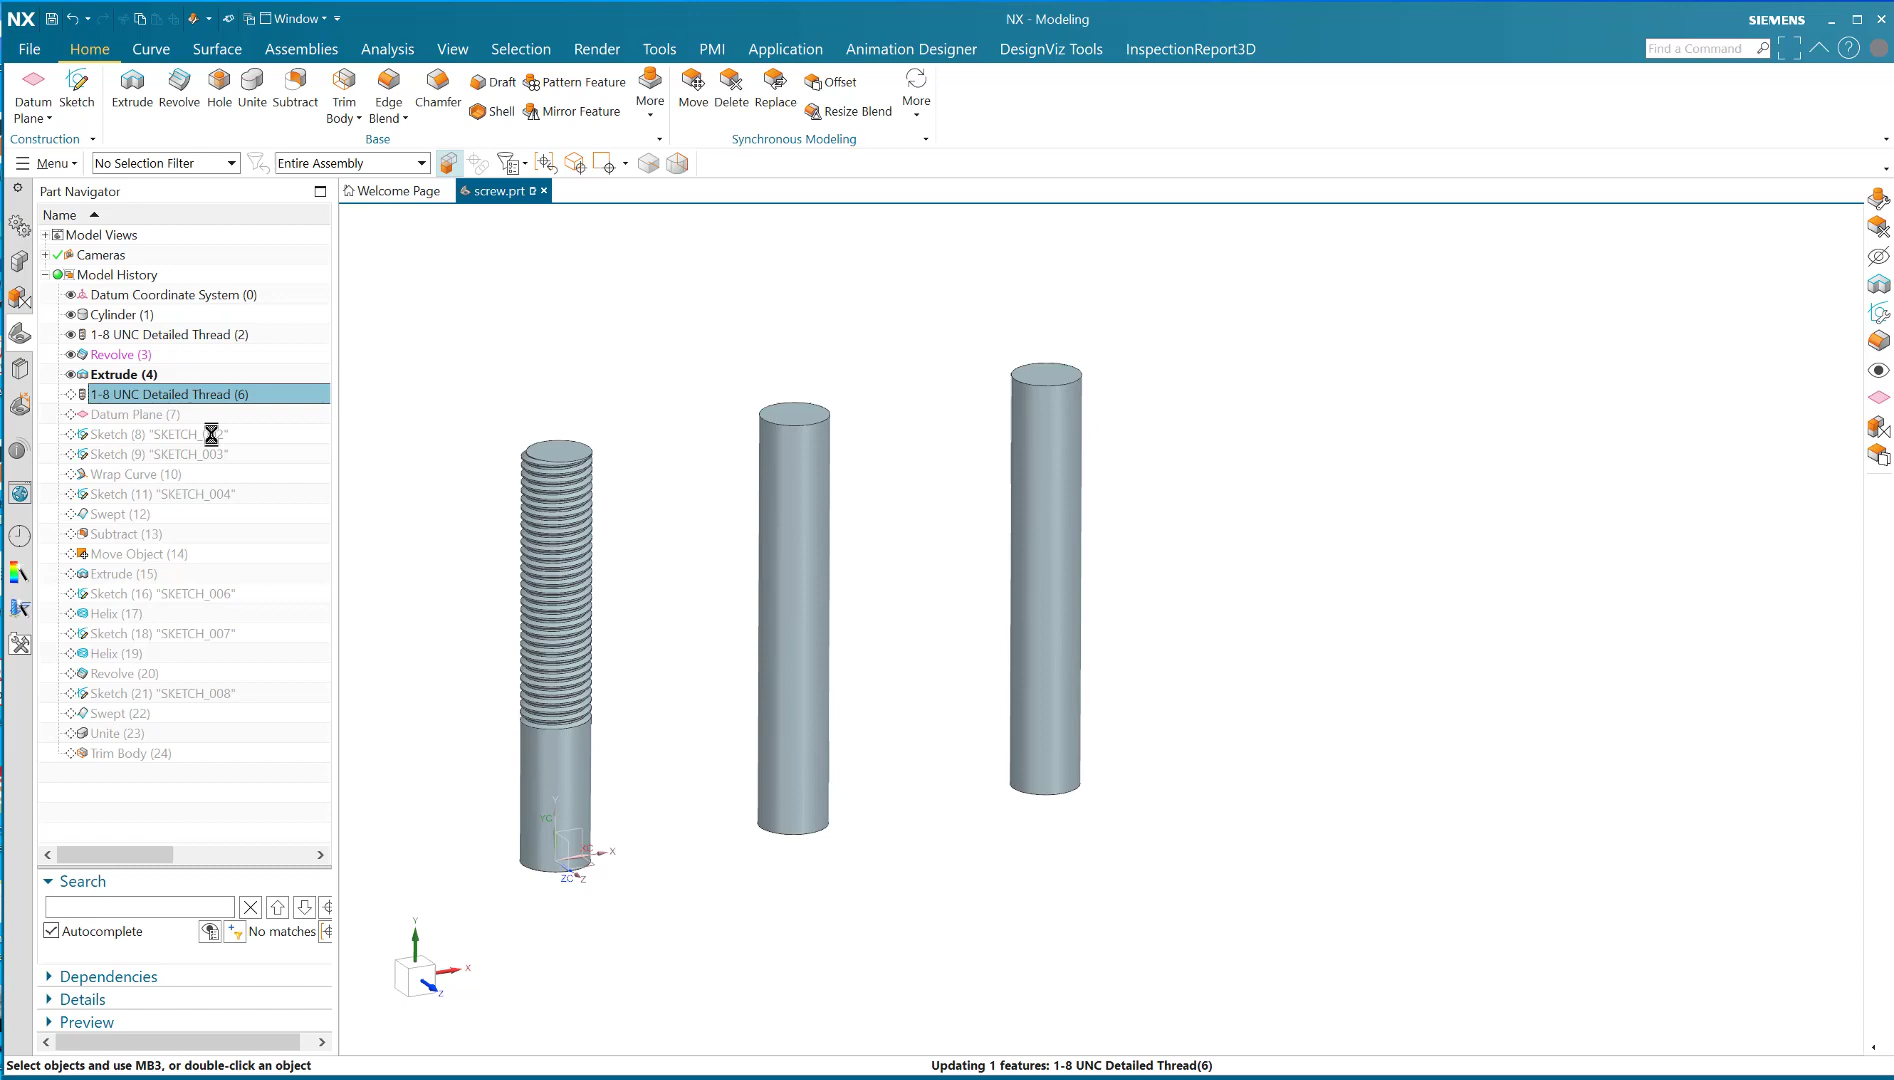 NX
Window
NX - Modeling
SIEMENS
File
Home
Curve
Surface
Assemblies
Analysis
View
Selection
Render
Tools
PMI
Application
Animation Designer
DesignViz Tools
InspectionReport3D
Find a Command
Datum Plane
Sketch
Extrude
Revolve
Hole
Unite
Subtract
Trim Body
Edge Blend
Chamfer
Draft
Shell
Pattern Feature
Mirror Feature
More
Move
Delete
Replace
Offset
Resize Blend
More
Construction
Base
Synchronous Modeling
Menu
No Selection Filter
Entire Assembly
Part Navigator
Welcome Page
screw.prt
Name
Model Views
Cameras
Model History
Datum Coordinate System (0)
Cylinder (1)
1-8 UNC Detailed Thread (2)
Revolve (3)
Extrude (4)
1-8 UNC Detailed Thread (6)
Datum Plane (7)
Sketch (8) "SKETCH_
Sketch (9) "SKETCH_003"
Wrap Curve (10)
Sketch (11) "SKETCH_004"
Swept (12)
Subtract (13)
Move Object (14)
Extrude (15)
Sketch (16) "SKETCH_006"
Helix (17)
Sketch (18) "SKETCH_007"
Helix (19)
Revolve (20)
Sketch (21) "SKETCH_008"
Swept (22)
Unite (23)
Trim Body (24)
Y
YC
XC
X
ZC
Z
Y
X
Z
Search
Autocomplete
No matches
Dependencies
Details
Preview
Select objects and use MB3, or double-click an object
Updating 1 features: 1-8 UNC Detailed Thread(6)